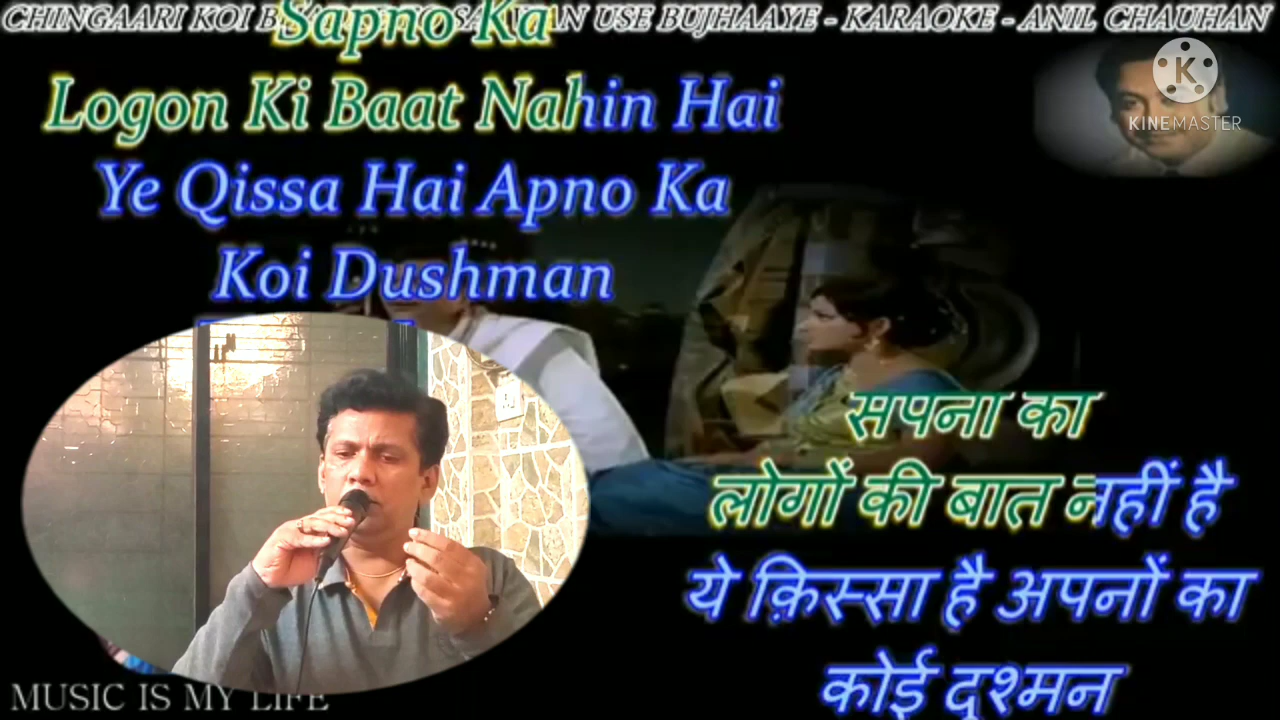 CHINGAARI KOI USE BUJHAAYE - KARAOKE - ANIL CHAUHAN
Sapno Ka
Logon Ki Baat Nahin Hai
Ye Qissa Hai Apno Ka
Koi Dushman
K
KINEMASTER
सपना का
लोगों की बात नहीं है
ये क़िस्सा है अपनों का
कोई दुश्मन
MUSIC IS MY LIFE